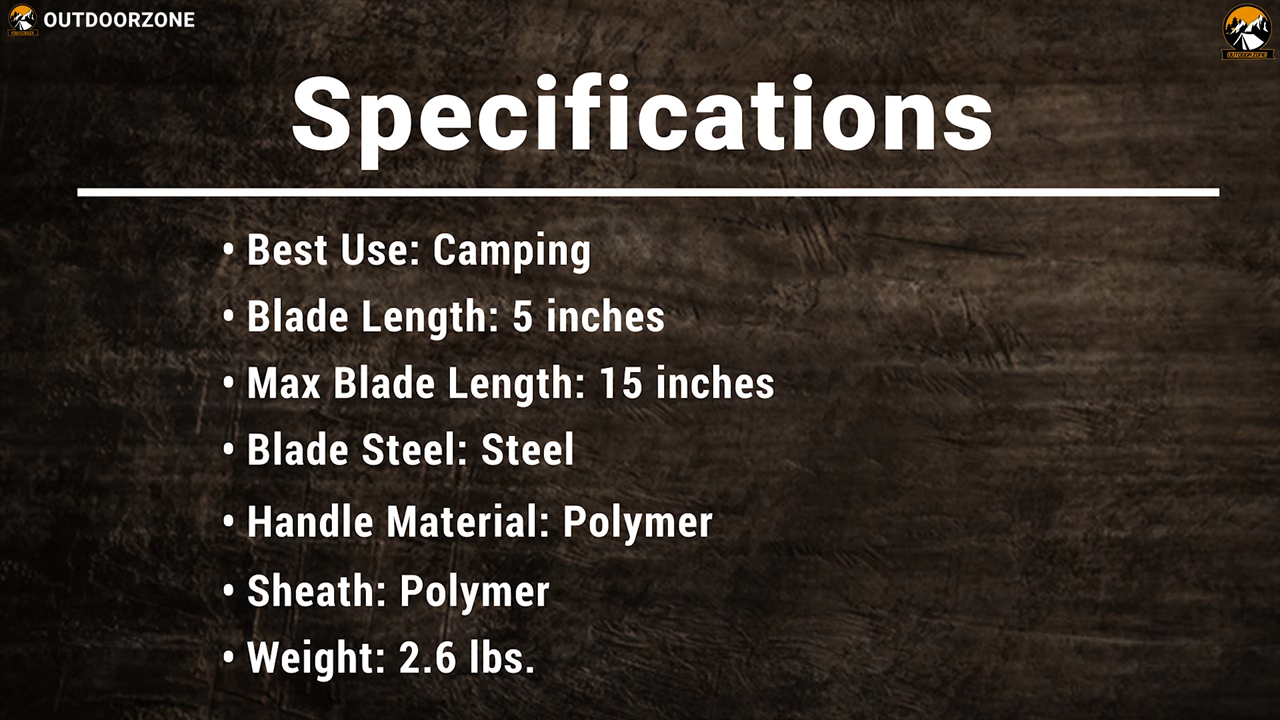 OUTDOORZONE
OUTDOORZONE
Specifications
• Best Use: Camping
• Blade Length: 5 inches
• Max Blade Length: 15 inches
• Blade Steel: Steel
• Handle Material: Polymer
• Sheath: Polymer
• Weight: 2.6 lbs.